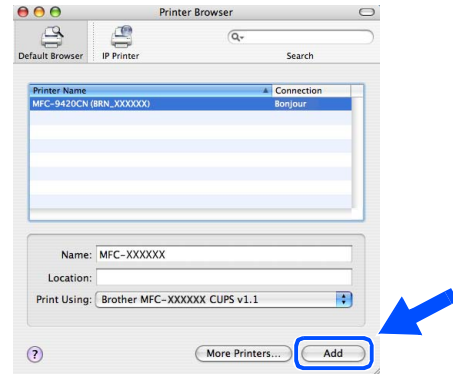 Printer Browser
Default Browser
IP Printer
Search
Printer Name
Connection
MFC-9420CN (BRN_XXXXXX)
Bonjour
Name: MFC-XXXXXX
Location:
Print Using: Brother MFC-XXXXXX CUPS v1.1
?
More Printers...
Add